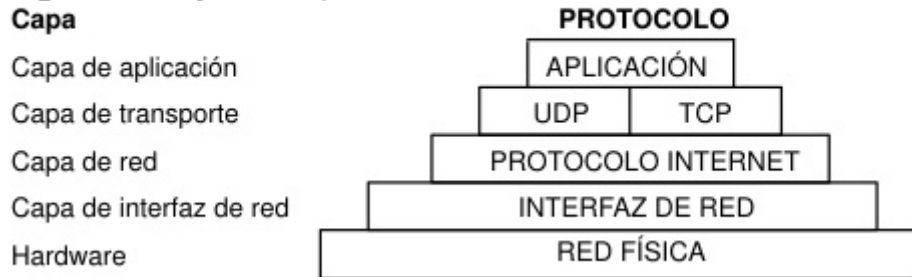 Capa PROTOCOLO
Capa de aplicación APLICACIÓN
Capa de transporte UDP TCP
Capa de red PROTOCOLO INTERNET
Capa de interfaz de red INTERFAZ DE RED
Hardware RED FÍSICA